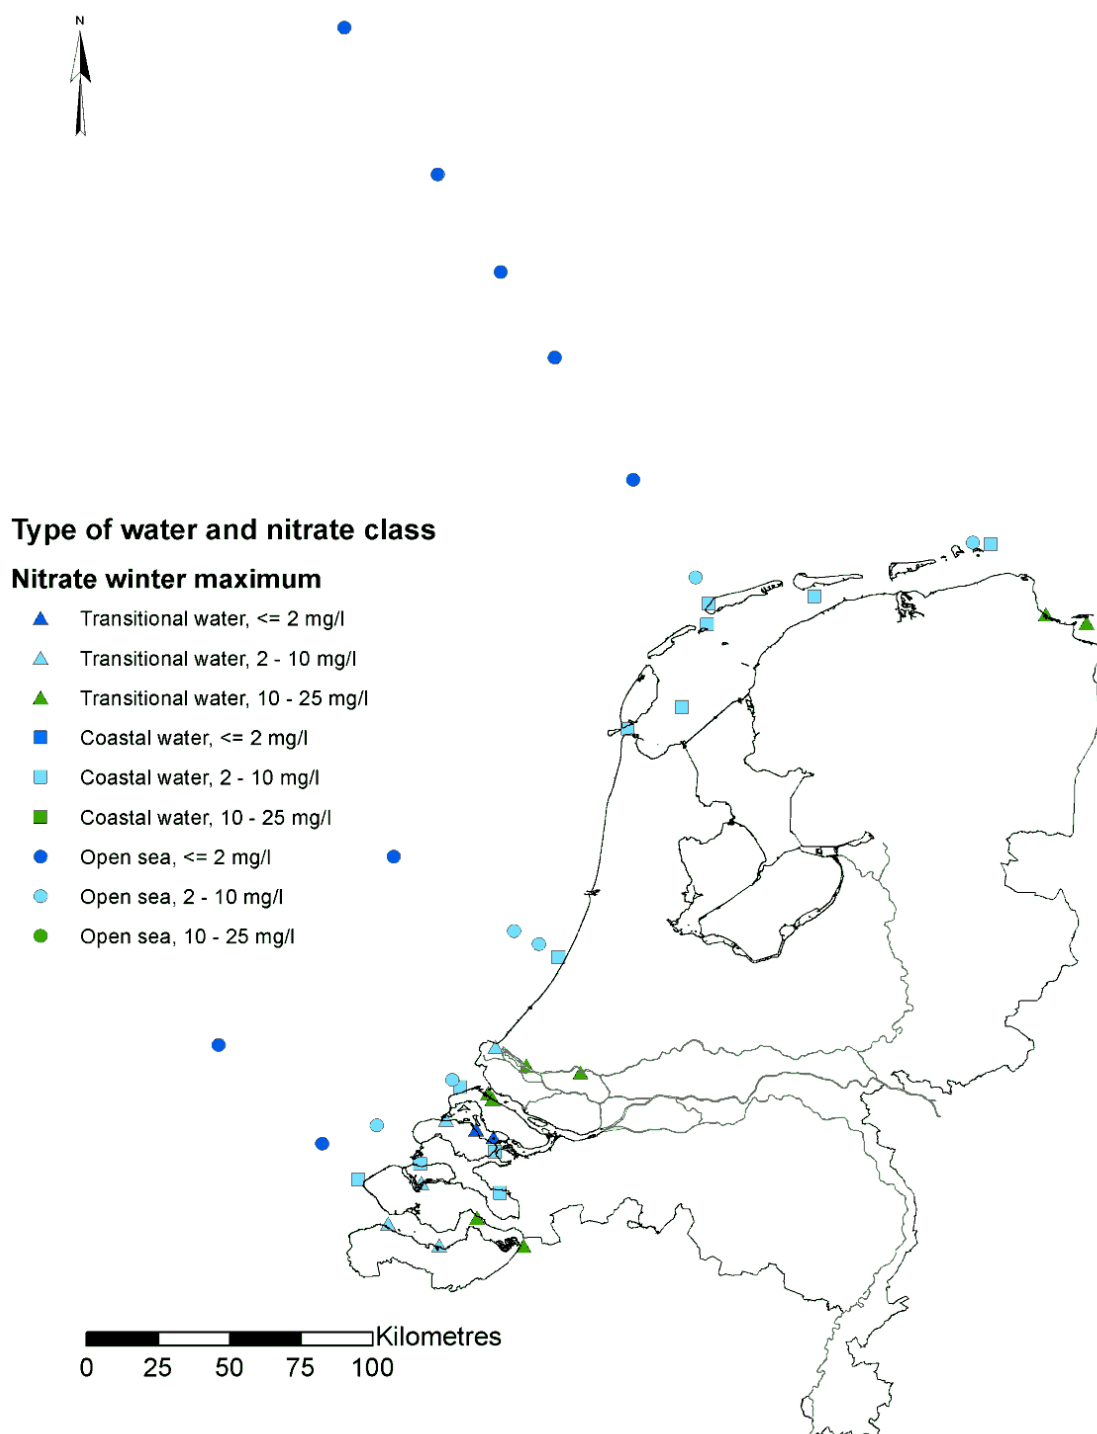 N
Type of water and nitrate class
Nitrate winter maximum
Transitional water, <= 2 mg/l
Transitional water, 2 - 10 mg/l
Transitional water, 10 - 25 mg/l
Coastal water, <= 2 mg/l
Coastal water, 2 - 10 mg/l
Coastal water, 10 - 25 mg/l
Open sea, <= 2 mg/l
Open sea, 2 - 10 mg/l
Open sea, 10 - 25 mg/l
Kilometres
0 25 50 75 100